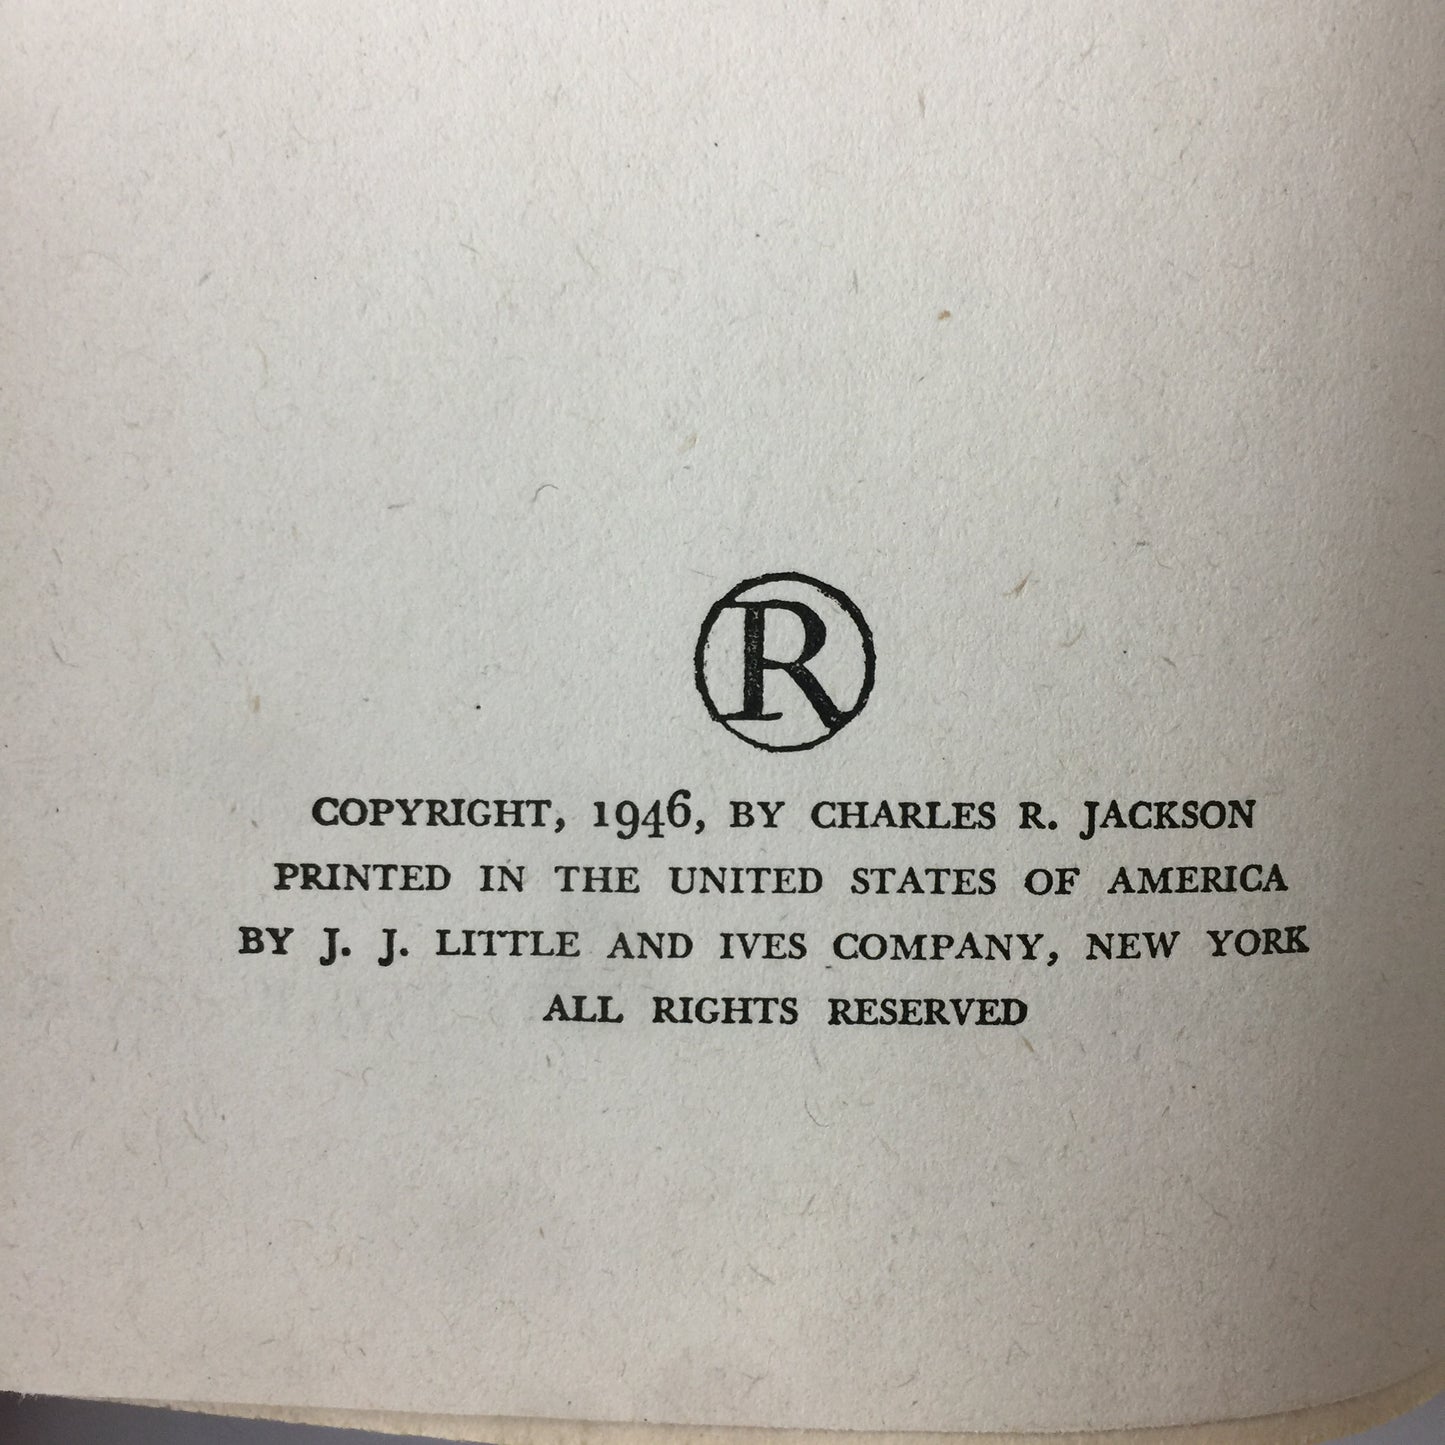 R
COPYRIGHT, 1946, BY CHARLES R. JACKSON
PRINTED IN THE UNITED STATES OF AMERICA
BY J. J. LITTLE AND IVES COMPANY, NEW YORK
ALL RIGHTS RESERVED